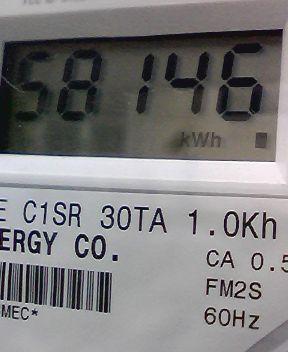 58146
kWh
E C1SR 30TA 1.0Kh
ERGY CO.
CA 0.5
FM2S
MEC*
60Hz